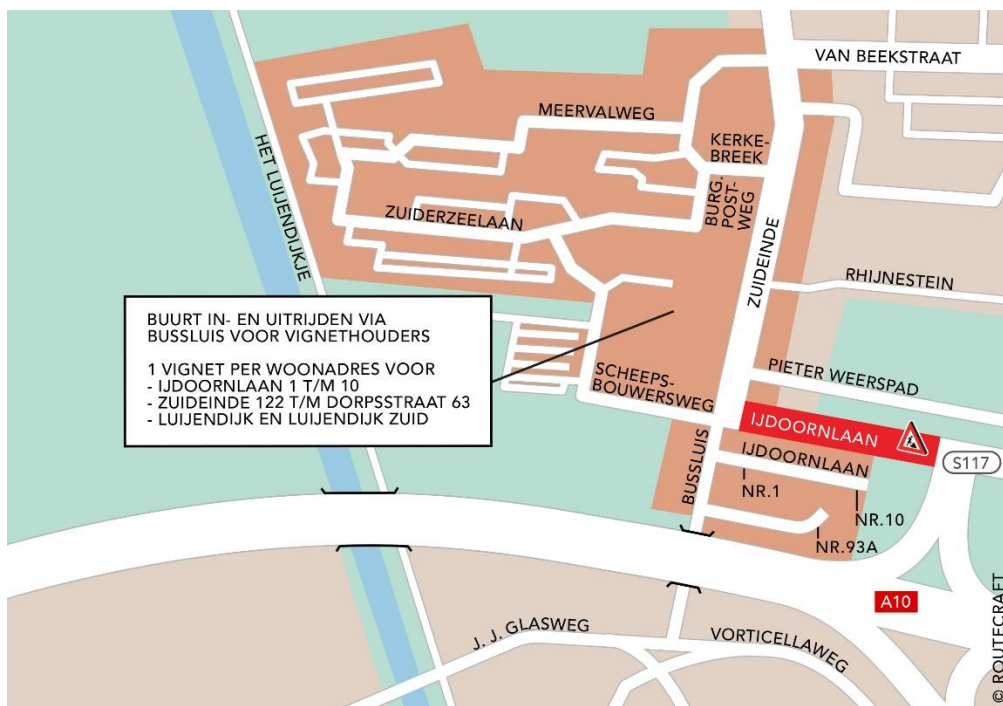 VAN BEEKSTRAAT
MEERVALWEG
KERKE-
BREEK
HET LUIJENDIJKJE
BURG.
POST-
WEG
ZUIDERZEELAAN
ZUIDEINDE
RHIJNESTEIN
BUURT IN- EN UITRIJDEN VIA
BUSSLUIS VOOR VIGNETHOUDERS
1 VIGNET PER WOONADRES VOOR
- IJDOORNLAAN 1 T/M 10
- ZUIDEINDE 122 T/M DORPSSTRAAT 63
- LUIJENDIJK EN LUIJENDIJK ZUID
SCHEEPS-
BOUWERSWEG
PIETER WEERSPAD
IJDOORNLAAN
BUSSLUIS
IJDOORNLAAN
S117
NR.1
NR.10
NR.93A
A10
J. J. GLASWEG
VORTICELLAWEG
© ROUTECRAFT